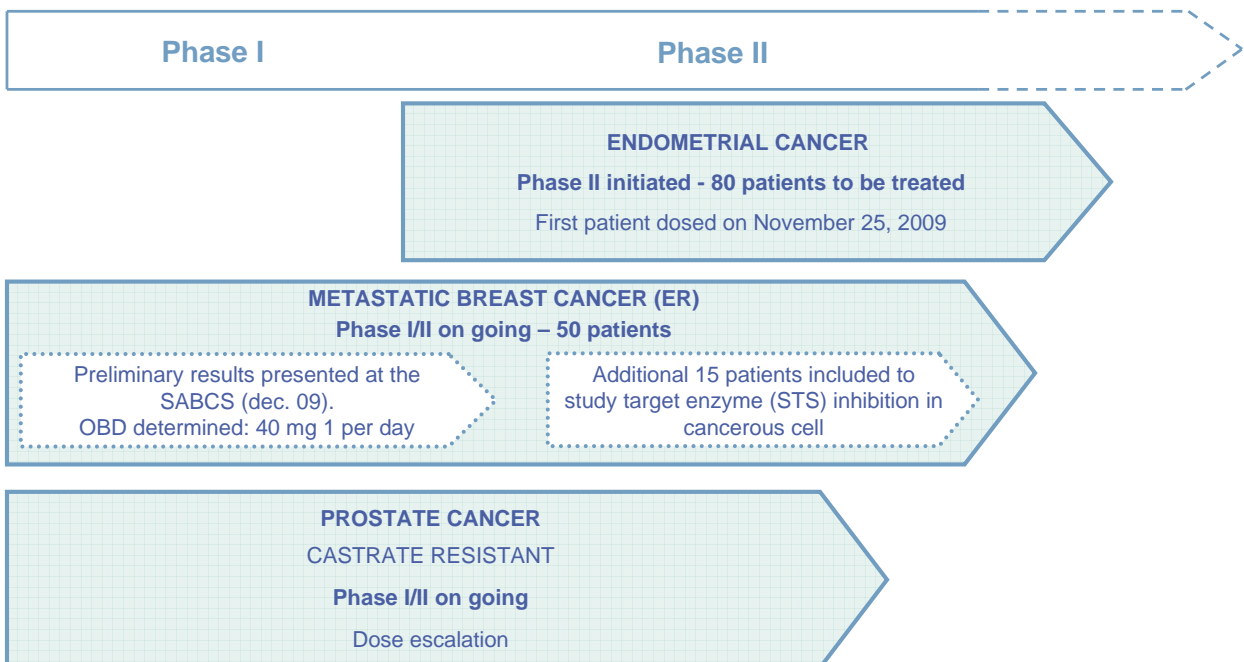 Phase I
Phase II
ENDOMETRIAL CANCER
Phase II initiated - 80 patients to be treated
First patient dosed on November 25, 2009
METASTATIC BREAST CANCER (ER)
Phase I/II on going – 50 patients
Preliminary results presented at the
SABCS (dec. 09).
OBD determined: 40 mg 1 per day
Additional 15 patients included to
study target enzyme (STS) inhibition in
cancerous cell
PROSTATE CANCER
CASTRATE RESISTANT
Phase I/II on going
Dose escalation